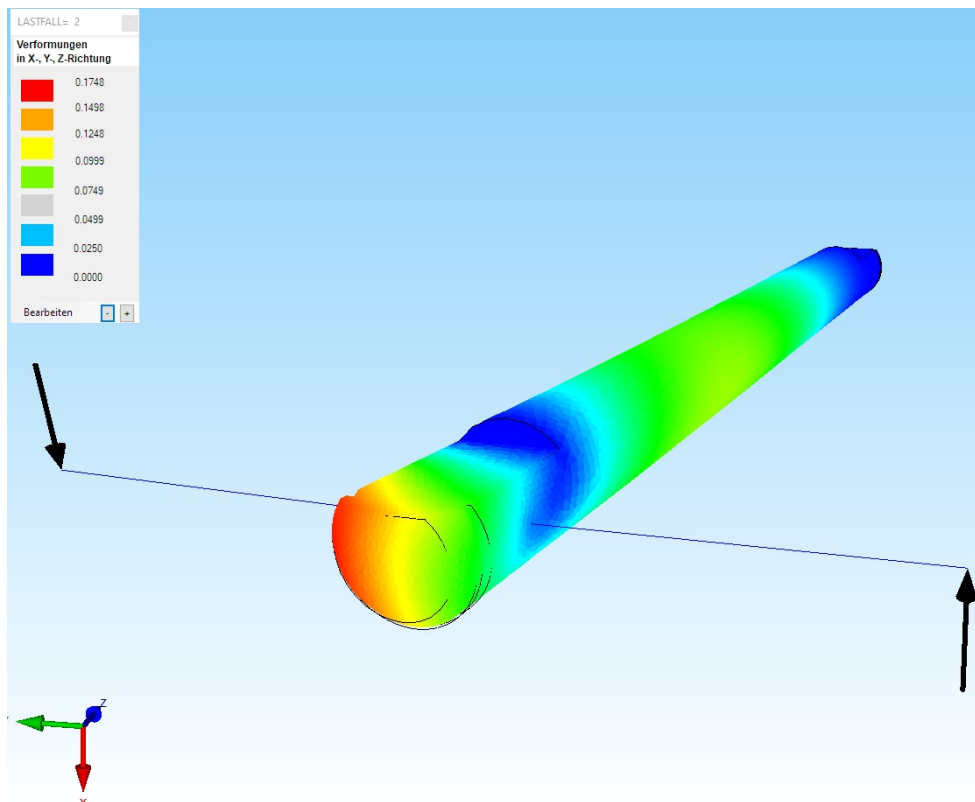 LASTFALL= 2
Verformungen
in X-, Y-, Z-Richtung
0.1748
0.1498
0.1248
0.0999
0.0749
0.0499
0.0250
0.0000
Bearbeiten - +
Z
X